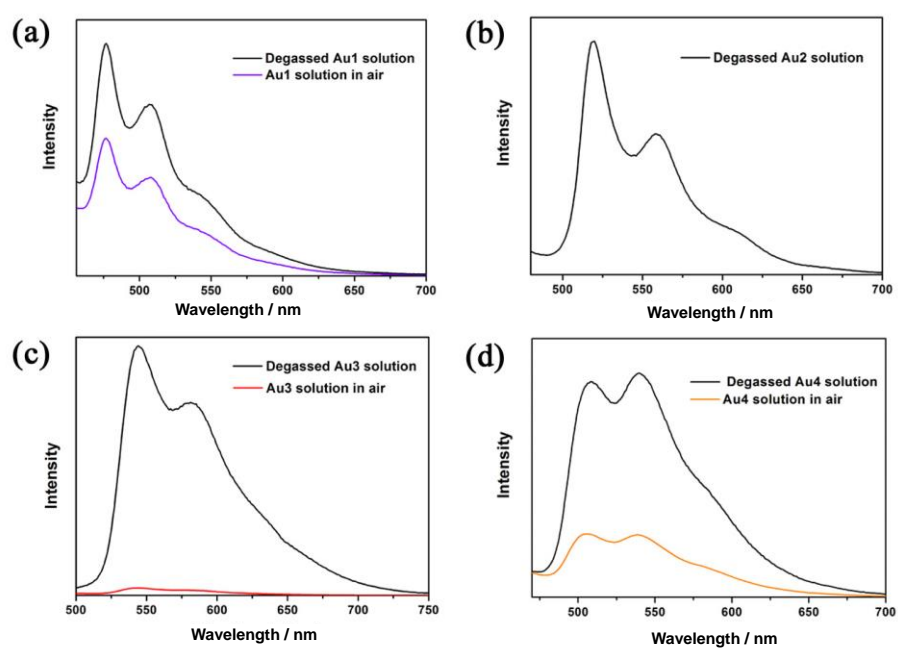 (a)
Intensity
Degassed Au1 solution
Au1 solution in air
500 550 600 650 700
Wavelength / nm
(b)
Intensity
Degassed Au2 solution
500 550 600 650 700
Wavelength / nm
(c)
Intensity
Degassed Au3 solution
Au3 solution in air
500 550 600 650 700 750
Wavelength / nm
(d)
Intensity
Degassed Au4 solution
Au4 solution in air
500 550 600 650 700
Wavelength / nm